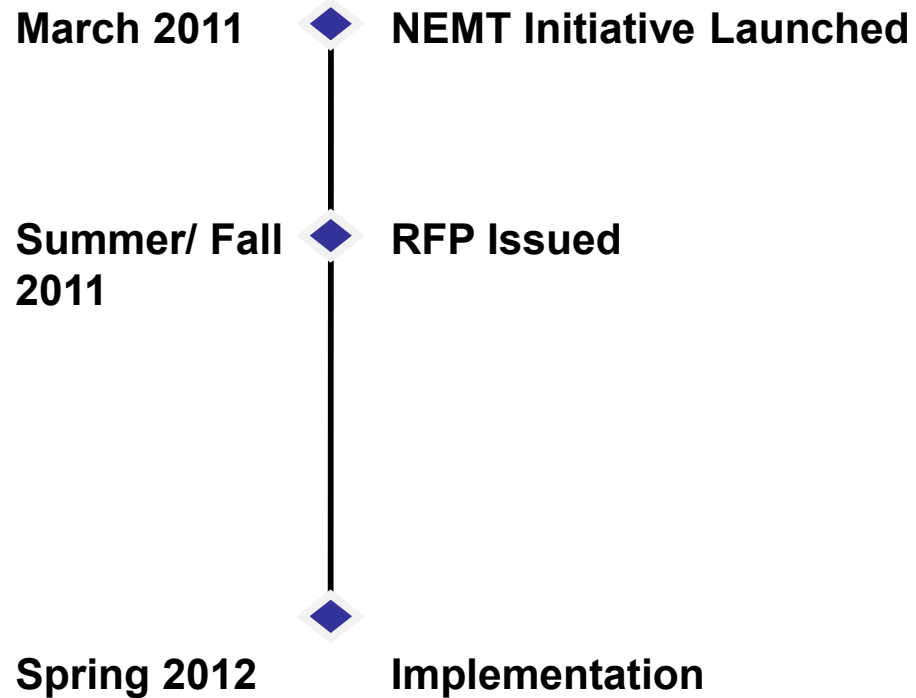 March 2011 NEMT Initiative Launched
Summer/ Fall RFP Issued
2011
Spring 2012 Implementation